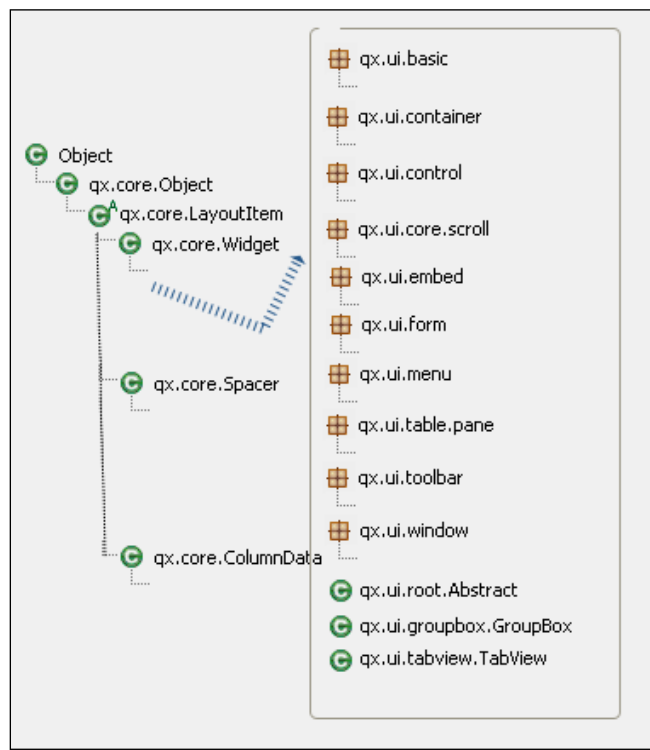 Object
qx.core.Object
qx.core.LayoutItem
qx.core.Widget
qx.core.Spacer
qx.core.ColumnData
qx.ui.basic
qx.ui.container
qx.ui.control
qx.ui.core.scroll
qx.ui.embed
qx.ui.form
qx.ui.menu
qx.ui.table.pane
qx.ui.toolbar
qx.ui.window
qx.ui.root.Abstract
qx.ui.groupbox.GroupBox
qx.ui.tabview.TabView